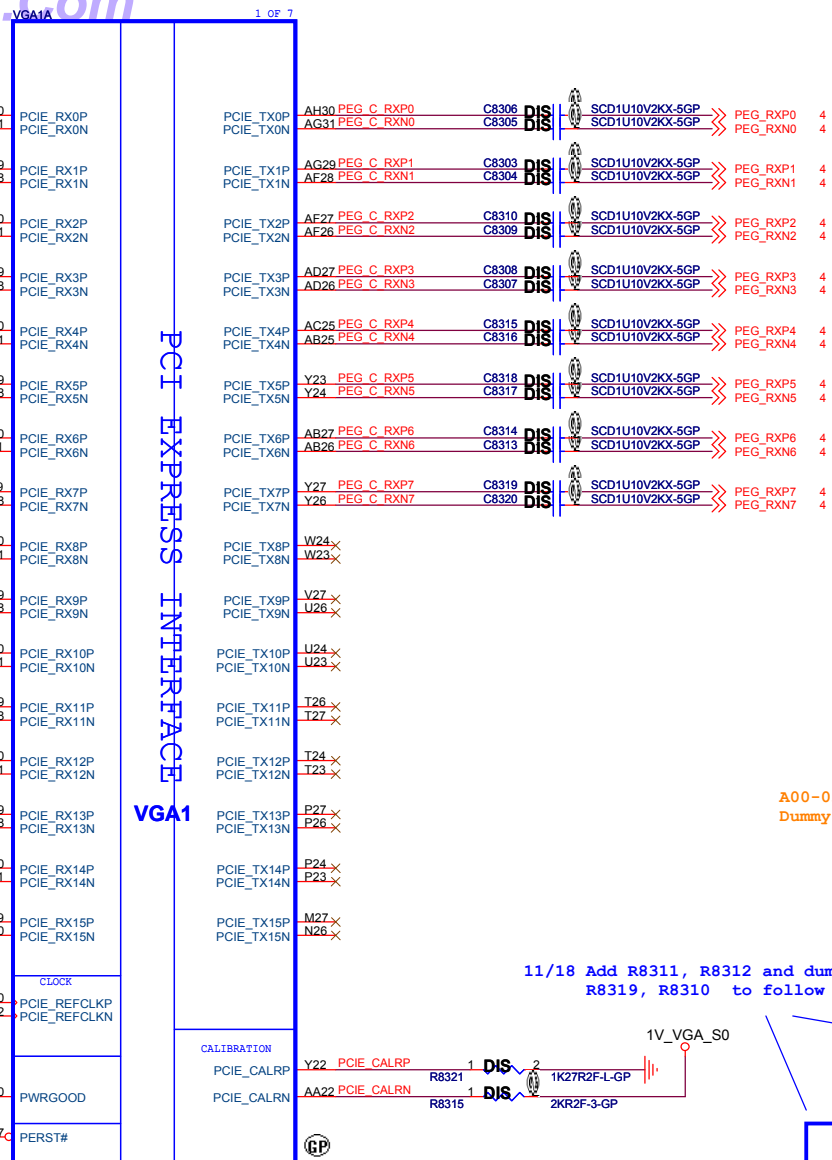 .Com
VGA1A 1 OF 7
PCIE_RX0P PCIE_TX0P AH30 PEG_C_RXP0 C8306 DIS SCD1U10V2KX-5GP PEG_RXP0 4
PCIE_RX0N PCIE_TX0N AG31 PEG_C_RXN0 C8305 DIS SCD1U10V2KX-5GP PEG_RXN0 4
PCIE_RX1P PCIE_TX1P AG29 PEG_C_RXP1 C8303 DIS SCD1U10V2KX-5GP PEG_RXP1 4
PCIE_RX1N PCIE_TX1N AF28 PEG_C_RXN1 C8304 DIS SCD1U10V2KX-5GP PEG_RXN1 4
PCIE_RX2P PCIE_TX2P AF27 PEG_C_RXP2 C8310 DIS SCD1U10V2KX-5GP PEG_RXP2 4
PCIE_RX2N PCIE_TX2N AF26 PEG_C_RXN2 C8309 DIS SCD1U10V2KX-5GP PEG_RXN2 4
PCIE_RX3P PCIE_TX3P AD27 PEG_C_RXP3 C8308 DIS SCD1U10V2KX-5GP PEG_RXP3 4
PCIE_RX3N PCIE_TX3N AD26 PEG_C_RXN3 C8307 DIS SCD1U10V2KX-5GP PEG_RXN3 4
PCIE_RX4P PCIE_TX4P AC25 PEG_C_RXP4 C8315 DIS SCD1U10V2KX-5GP PEG_RXP4 4
PCIE_RX4N PCIE_TX4N AB25 PEG_C_RXN4 C8316 DIS SCD1U10V2KX-5GP PEG_RXN4 4
PCIE_RX5P PCIE_TX5P Y23 PEG_C_RXP5 C8318 DIS SCD1U10V2KX-5GP PEG_RXP5 4
PCIE_RX5N PCIE_TX5N Y24 PEG_C_RXN5 C8317 DIS SCD1U10V2KX-5GP PEG_RXN5 4
PCIE_RX6P PCIE_TX6P AB27 PEG_C_RXP6 C8314 DIS SCD1U10V2KX-5GP PEG_RXP6 4
PCIE_RX6N PCIE_TX6N AB26 PEG_C_RXN6 C8313 DIS SCD1U10V2KX-5GP PEG_RXN6 4
PCIE_RX7P PCIE_TX7P Y27 PEG_C_RXP7 C8319 DIS SCD1U10V2KX-5GP PEG_RXP7 4
PCIE_RX7N PCIE_TX7N Y26 PEG_C_RXN7 C8320 DIS SCD1U10V2KX-5GP PEG_RXN7 4
PCI EXPRESS INTERFACE
PCIE_RX8P PCIE_TX8P W24
PCIE_RX8N PCIE_TX8N W23
PCIE_RX9P PCIE_TX9P V27
PCIE_RX9N PCIE_TX9N U26
PCIE_RX10P PCIE_TX10P U24
PCIE_RX10N PCIE_TX10N U23
PCIE_RX11P PCIE_TX11P T26
PCIE_RX11N PCIE_TX11N T27
PCIE_RX12P PCIE_TX12P T24
PCIE_RX12N PCIE_TX12N T23
A00-0
Dummy
VGA1
PCIE_RX13P PCIE_TX13P P27
PCIE_RX13N PCIE_TX13N P26
PCIE_RX14P PCIE_TX14P P24
PCIE_RX14N PCIE_TX14N P23
PCIE_RX15P PCIE_TX15P M27
PCIE_RX15N PCIE_TX15N N26
11/18 Add R8311, R8312 and dum
R8319, R8310 to follow
CLOCK
PCIE_REFCLKP
PCIE_REFCLKN
1V_VGA_S0
CALIBRATION
PCIE_CALRP Y22 PCIE_CALRP R8321 1 DIS 2 1K27R2F-L-GP
PWRGOOD PCIE_CALRN AA22 PCIE_CALRN R8315 1 DIS 2KR2F-3-GP
PERST#
GP